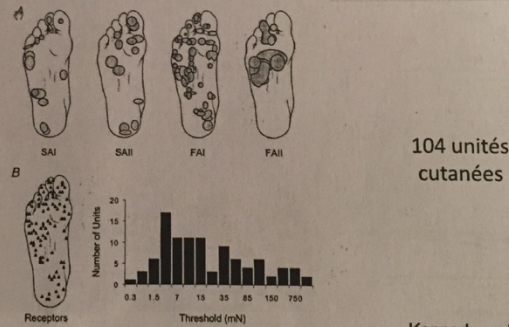 A
SAI SAII FAI FAII
104 unités
cutanées
B
Number of Units
20
15
10
5
0
0.3 1.5 7 15 35 85 150 750
Threshold (mN)
Receptors